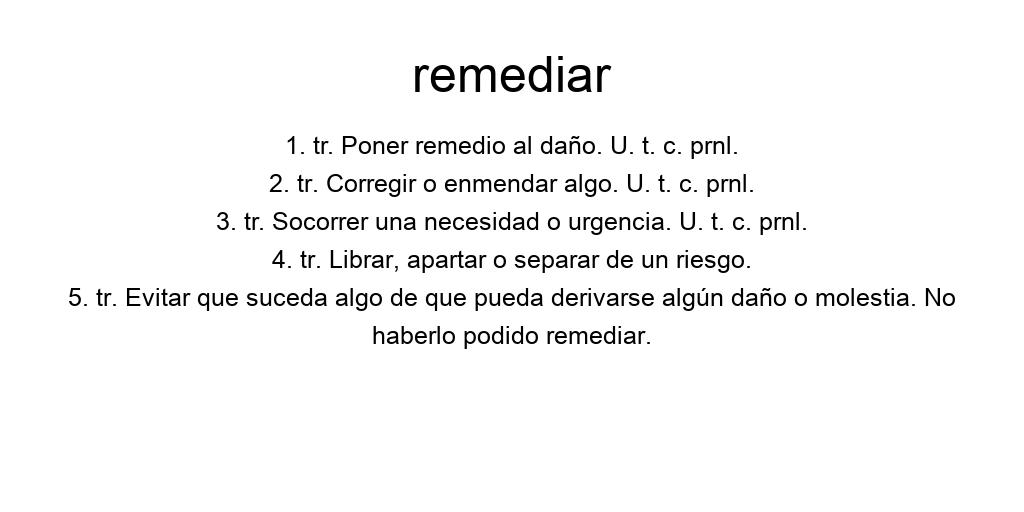 remediar
1. tr. Poner remedio al daño. U. t. c. prnl.
2. tr. Corregir o enmendar algo. U. t. c. prnl.
3. tr. Socorrer una necesidad o urgencia. U. t. c. prnl.
4. tr. Librar, apartar o separar de un riesgo.
5. tr. Evitar que suceda algo de que pueda derivarse algún daño o molestia. No
haberlo podido remediar.